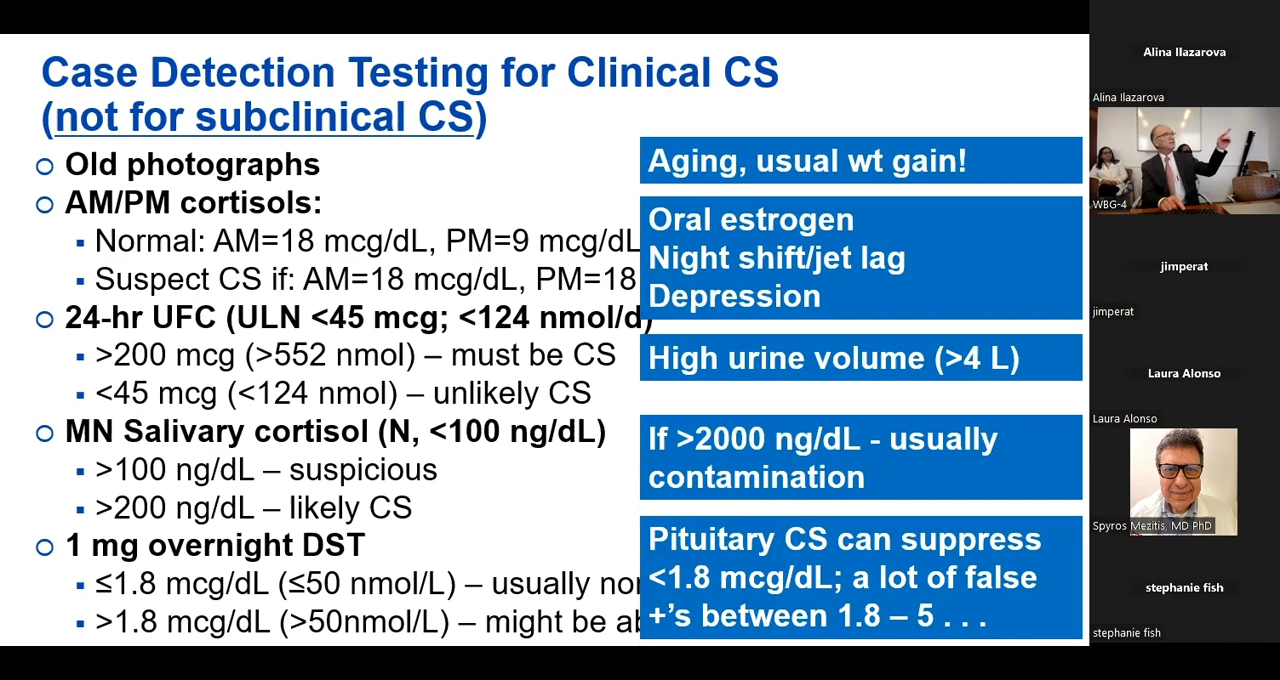 Case Detection Testing for Clinical CS
(not for subclinical CS)
Old photographs
AM/PM cortisols:
Normal: AM=18 mcg/dL, PM=9 mcg/dL
Suspect CS if: AM=18 mcg/dL, PM=18
24-hr UFC (ULN <45 mcg; <124 nmol/d)
>200 mcg (>552 nmol) – must be CS
<45 mcg (<124 nmol) – unlikely CS
MN Salivary cortisol (N, <100 ng/dL)
>100 ng/dL – suspicious
>200 ng/dL – likely CS
1 mg overnight DST
≤1.8 mcg/dL (≤50 nmol/L) – usually nor
>1.8 mcg/dL (>50nmol/L) – might be ab
Aging, usual wt gain!
Oral estrogen
Night shift/jet lag
Depression
High urine volume (>4 L)
If >2000 ng/dL - usually
contamination
Pituitary CS can suppress
<1.8 mcg/dL; a lot of false
+’s between 1.8 – 5 . . .
Alina Ilazarova
Alina Ilazarova
WBG-4
jimperat
jimperat
Laura Alonso
Laura Alonso
Spyros Mezitis, MD PhD
stephanie fish
stephanie fish